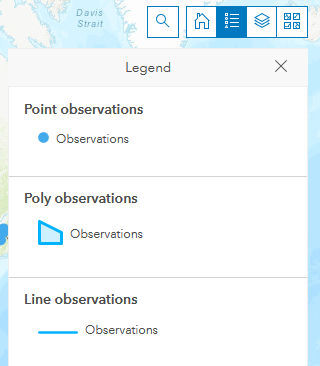 Davis
Strait
Legend
Point observations
Observations
Poly observations
Observations
Line observations
Observations